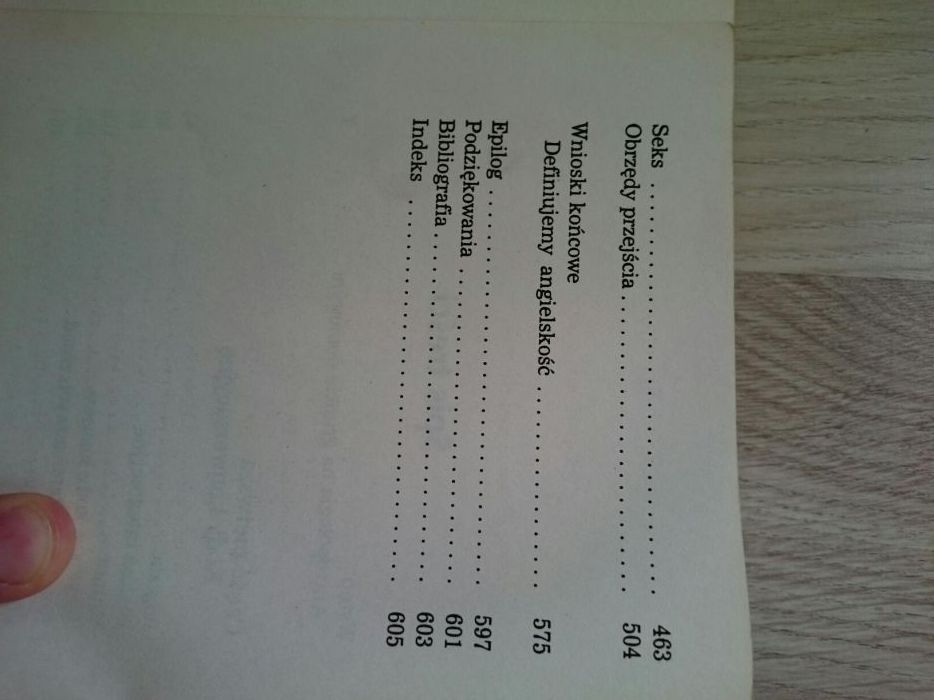 Seks . . . . . . . . . . . . . . . . . . . . . . . . . . . . . . 463
Obrzędy przejścia . . . . . . . . . . . . . . . . . . . . 504
Wnioski końcowe
Definiujemy angielskość . . . . . . . . . . . . . . 575
Epilog . . . . . . . . . . . . . . . . . . . . . . . . . . . . 597
Podziękowania . . . . . . . . . . . . . . . . . . . . . . 601
Bibliografia . . . . . . . . . . . . . . . . . . . . . . . . 603
Indeks . . . . . . . . . . . . . . . . . . . . . . . . . . . 605